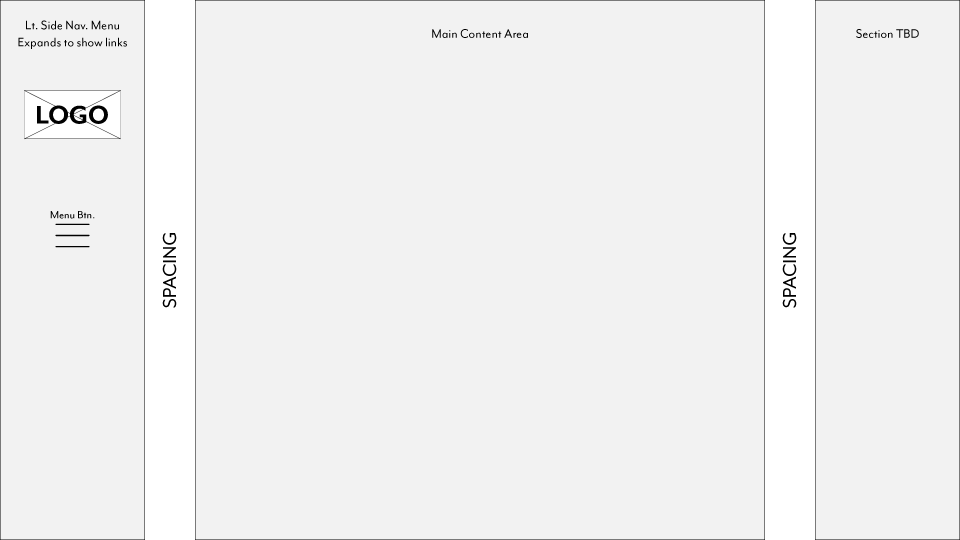 Lt. Side Nav. Menu
Expands to show links
LOGO
Menu Btn.
SPACING
Main Content Area
SPACING
Section TBD